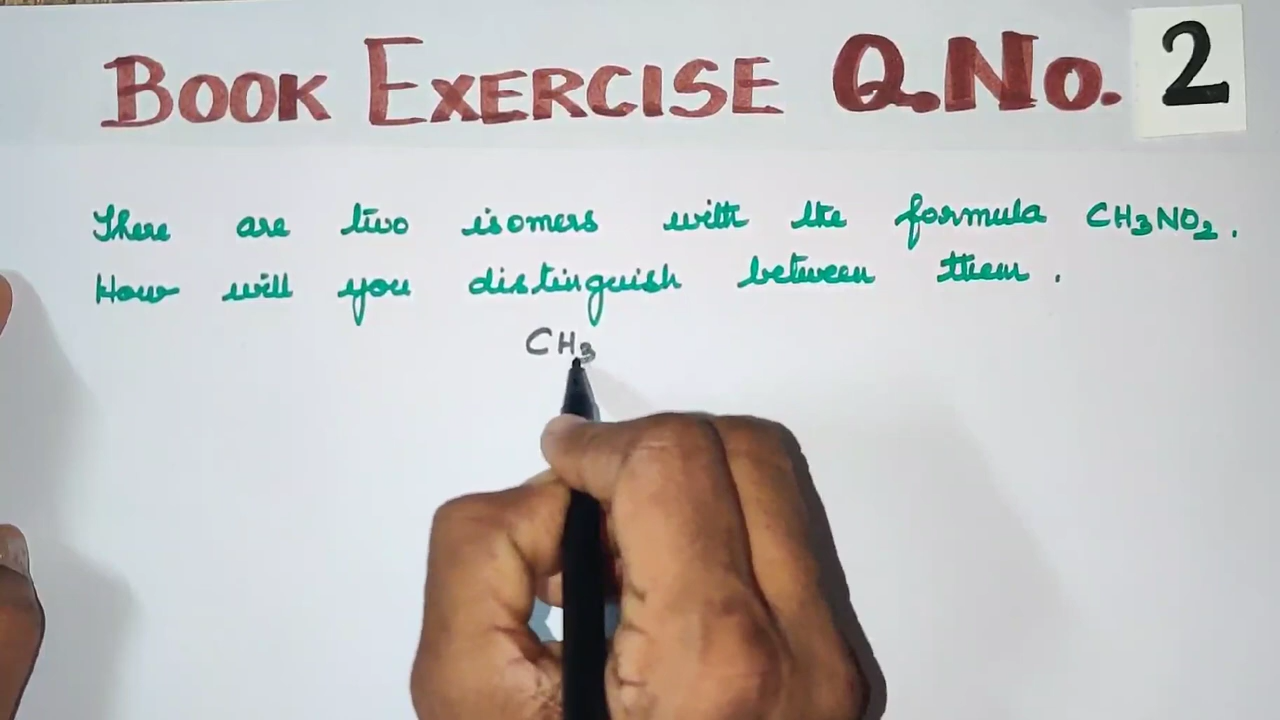 BOOK EXERCISE Q.No. 2
There are two isomers with the formula CH3NO2.
How will you distinguish between them.
CH3